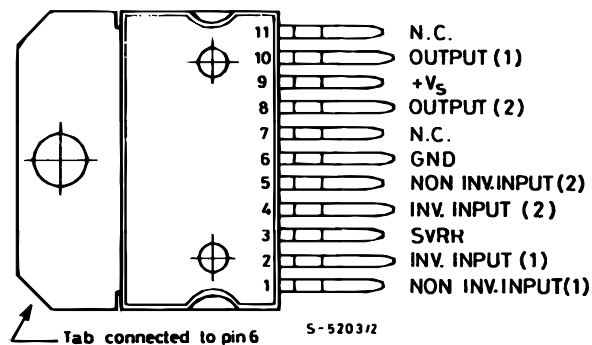 11 N.C.
10 OUTPUT (1)
9 +VS
8 OUTPUT (2)
7 N.C.
6 GND
5 NON INV. INPUT (2)
4 INV. INPUT (2)
3 SVRR
2 INV. INPUT (1)
1 NON INV. INPUT (1)
Tab connected to pin 6
S-5203/2